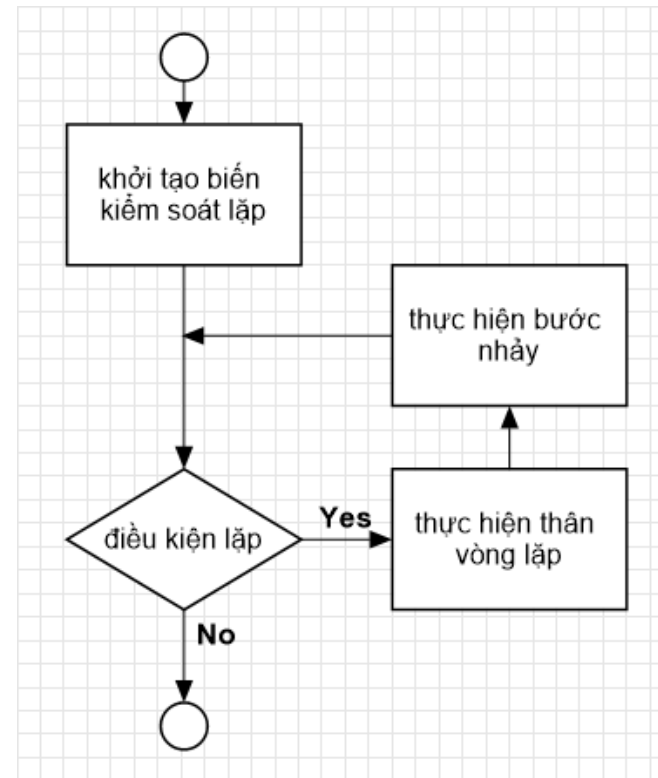 khởi tạo biến
kiểm soát lặp
thực hiện bước
nhảy
điều kiện lặp
Yes
thực hiện thân
vòng lặp
No